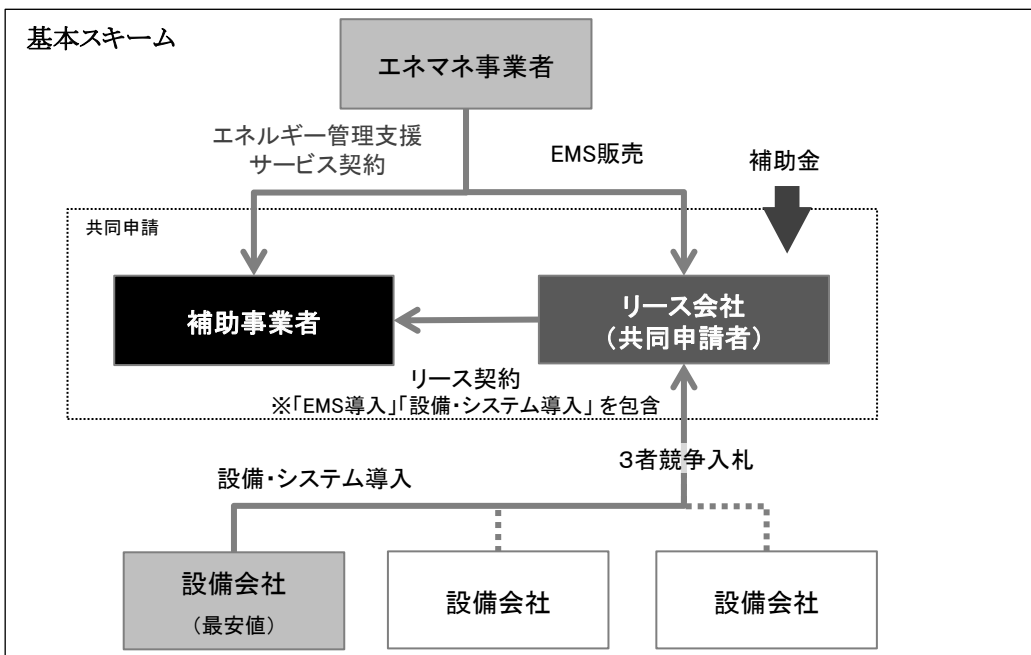 基本スキーム
エネマネ事業者
エネルギー管理支援
サービス契約
EMS販売
補助金
共同申請
補助事業者
リース会社
（共同申請者）
リース契約
※「EMS導入」「設備・システム導入」を包含
３者競争入札
設備・システム導入
設備会社
（最安値）
設備会社
設備会社